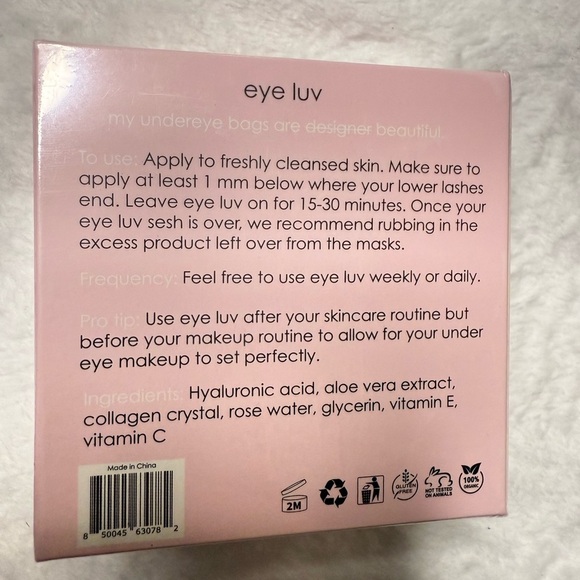 eye luv
my undereye bags are designer beautiful.
To use: Apply to freshly cleansed skin. Make sure to
apply at least 1 mm below where your lower lashes
end. Leave eye luv on for 15-30 minutes. Once your
eye luv sesh is over, we recommend rubbing in the
excess product left over from the masks.
Frequency: Feel free to use eye luv weekly or daily.
Pro tip: Use eye luv after your skincare routine but
before your makeup routine to allow for your under
eye makeup to set perfectly.
Ingredients: Hyaluronic acid, aloe vera extract,
collagen crystal, rose water, glycerin, vitamin E,
vitamin C
Made in China
8 50045 63078 2
2M
GLUTEN
FREE
NOT TESTED
ON ANIMALS
100%
ORGANIC